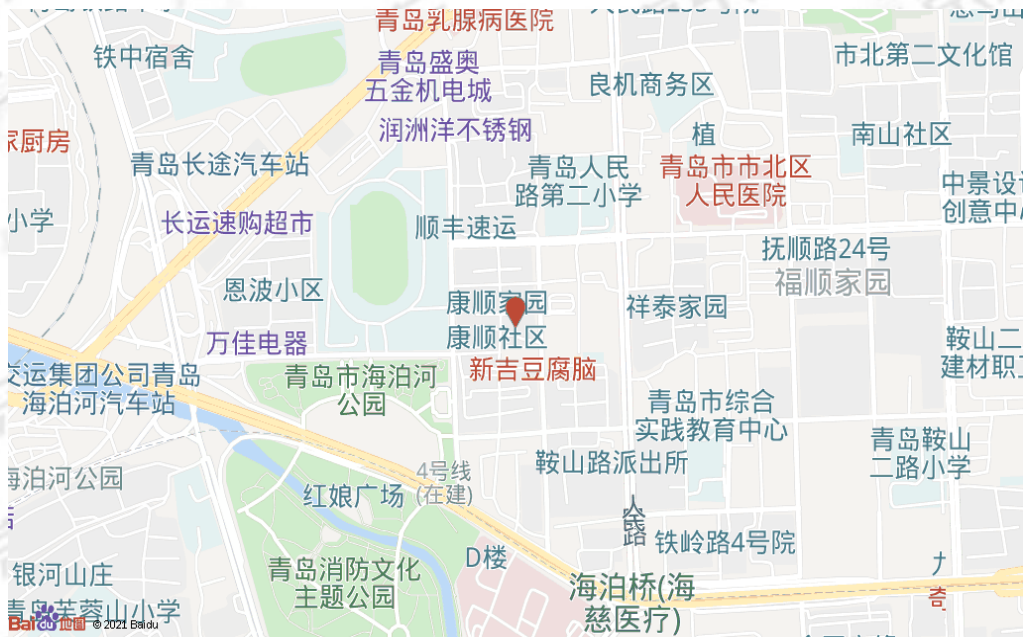 青岛乳腺病医院
铁中宿舍
青岛盛奥
五金机电城
市北第二文化馆
良机商务区
润洲洋不锈钢
植
南山社区
家厨房
青岛长途汽车站
青岛人民
路第二小学
青岛市市北区
人民医院
中景设计
创意中心
小学
长运速购超市
顺丰速运
抚顺路24号
福顺家园
恩波小区
康顺家园
祥泰家园
康顺社区
万佳电器
鞍山二
建材职工
新吉豆腐脑
交运集团公司青岛
海泊河汽车站
青岛市海泊河
公园
青岛市综合
实践教育中心
青岛鞍山
二路小学
鞍山路派出所
海泊河公园
4号线
(在建)
红娘广场
人民路
铁岭路4号院
D楼
青岛消防文化
主题公园
银河山庄
海泊桥(海
慈医疗)
青岛芙蓉山小学
Bai du 地图 © 2021 Baidu